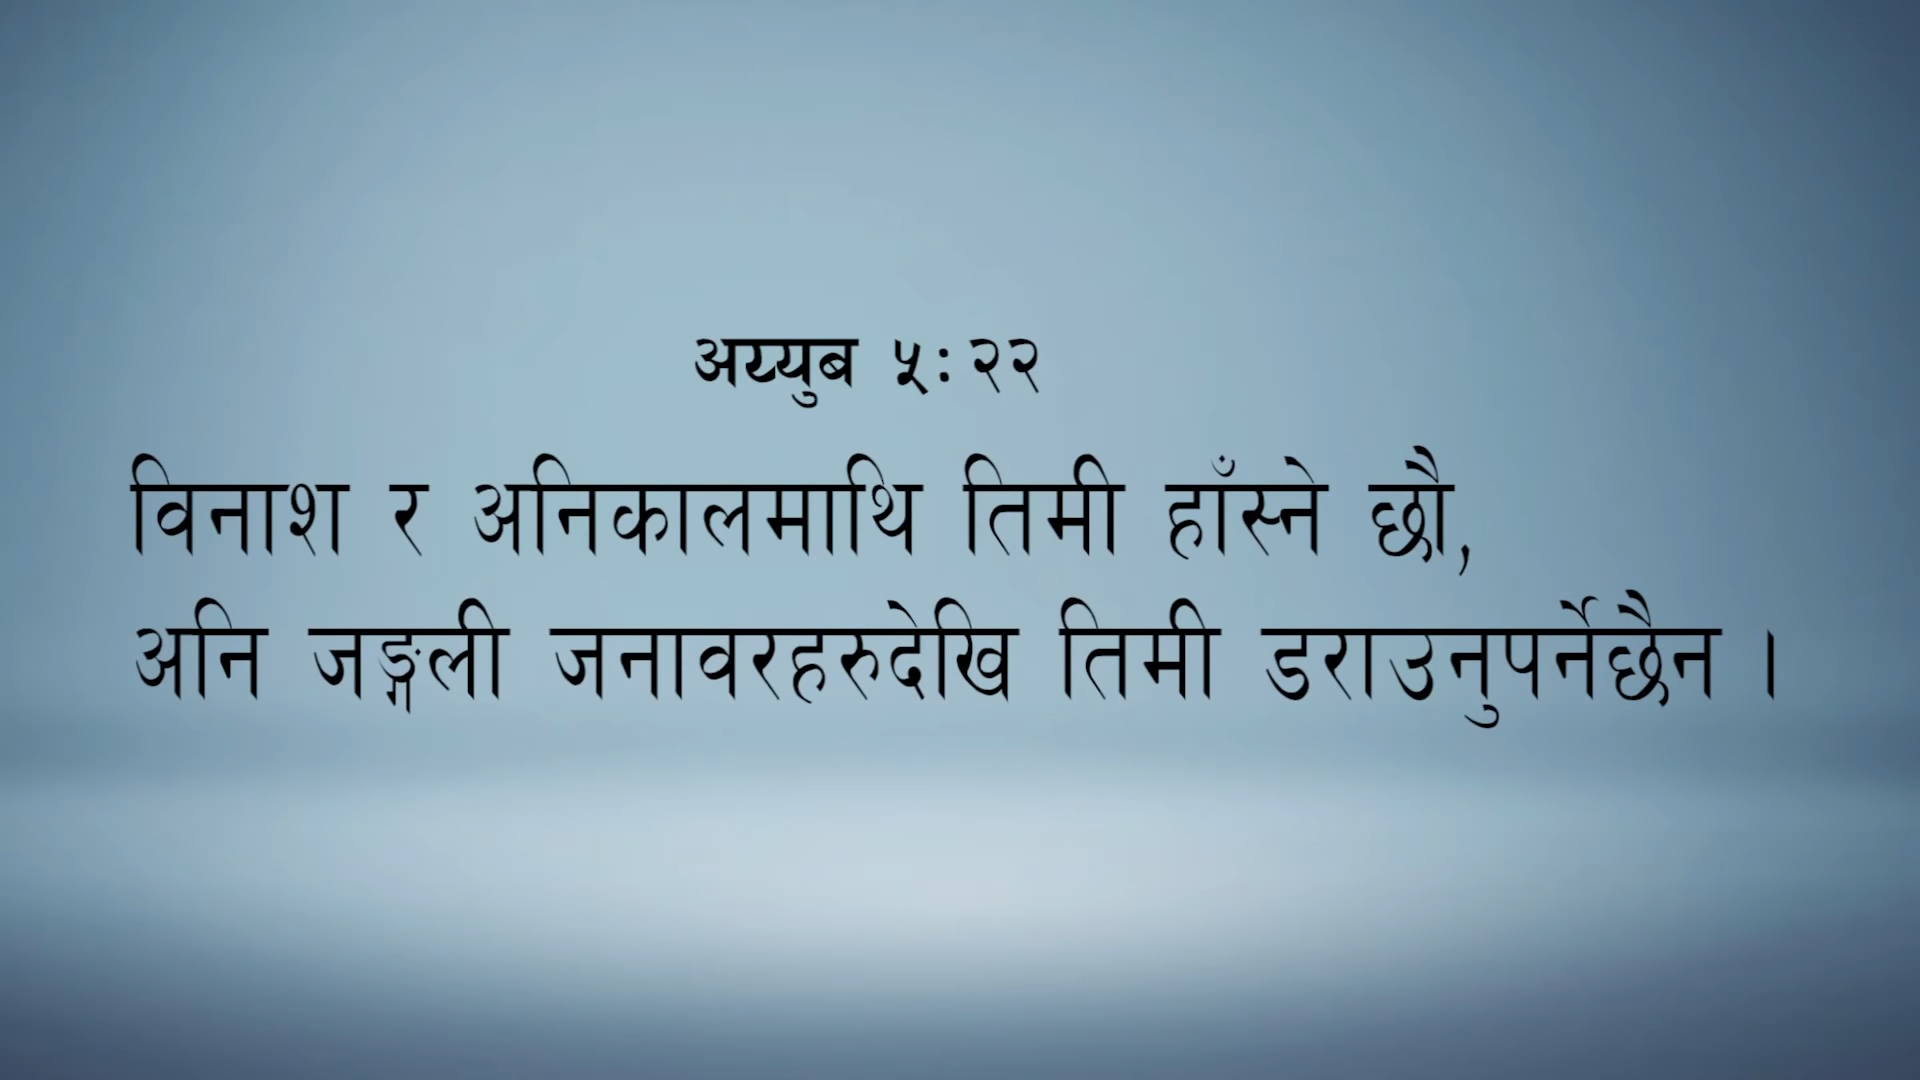 अय्युब ५:२२
विनाश र अनिकालमाथि तिमी हाँस्ने छौ,
अनि जङ्गली जनावरहरुदेखि तिमी डराउनुपर्नेछैन ।